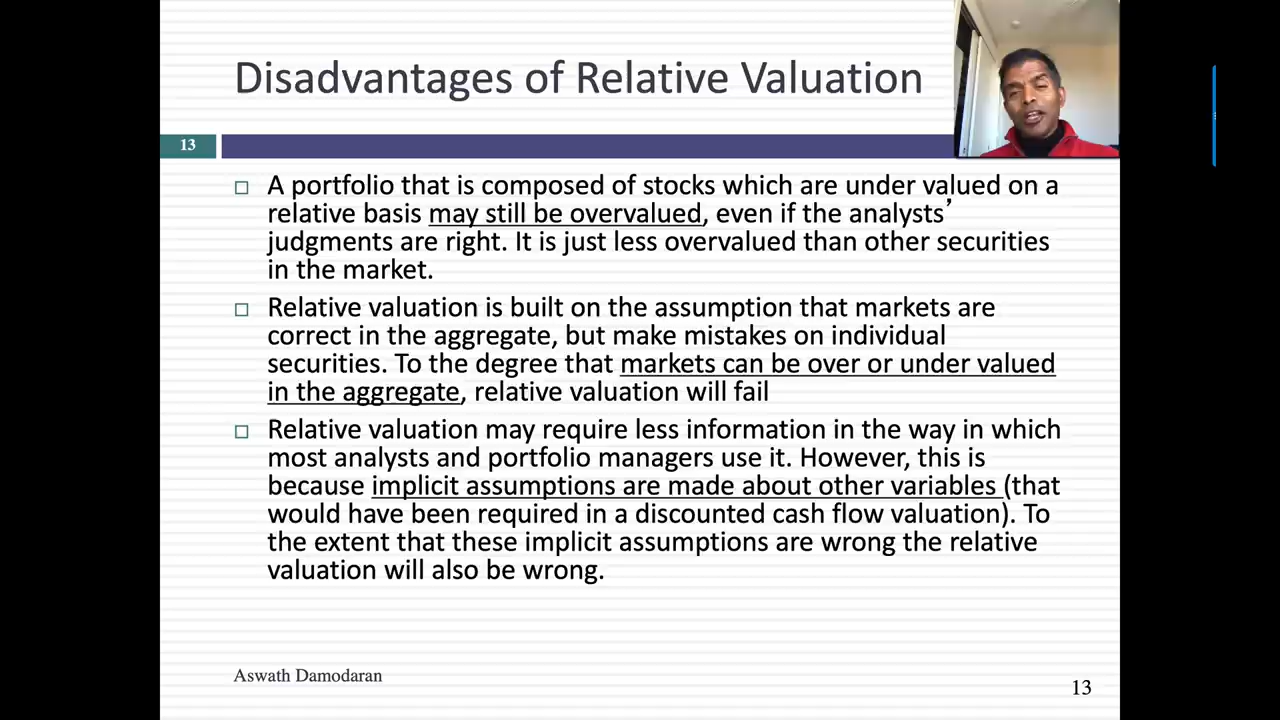 Disadvantages of Relative Valuation
13
□ A portfolio that is composed of stocks which are under valued on a
relative basis may still be overvalued, even if the analysts’
judgments are right. It is just less overvalued than other securities
in the market.
□ Relative valuation is built on the assumption that markets are
correct in the aggregate, but make mistakes on individual
securities. To the degree that markets can be over or under valued
in the aggregate, relative valuation will fail
□ Relative valuation may require less information in the way in which
most analysts and portfolio managers use it. However, this is
because implicit assumptions are made about other variables (that
would have been required in a discounted cash flow valuation). To
the extent that these implicit assumptions are wrong the relative
valuation will also be wrong.
Aswath Damodaran
13